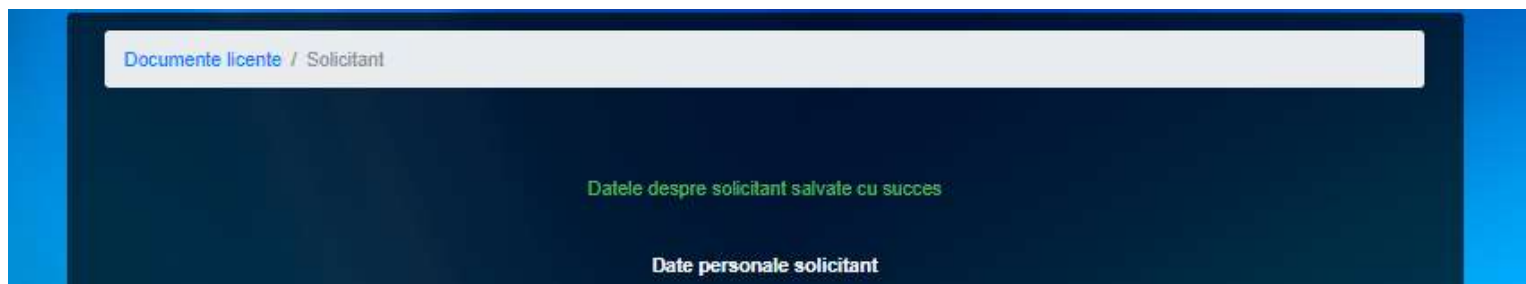 Documente licente / Solicitant
Datele despre solicitant salvate cu succes
Date personale solicitant